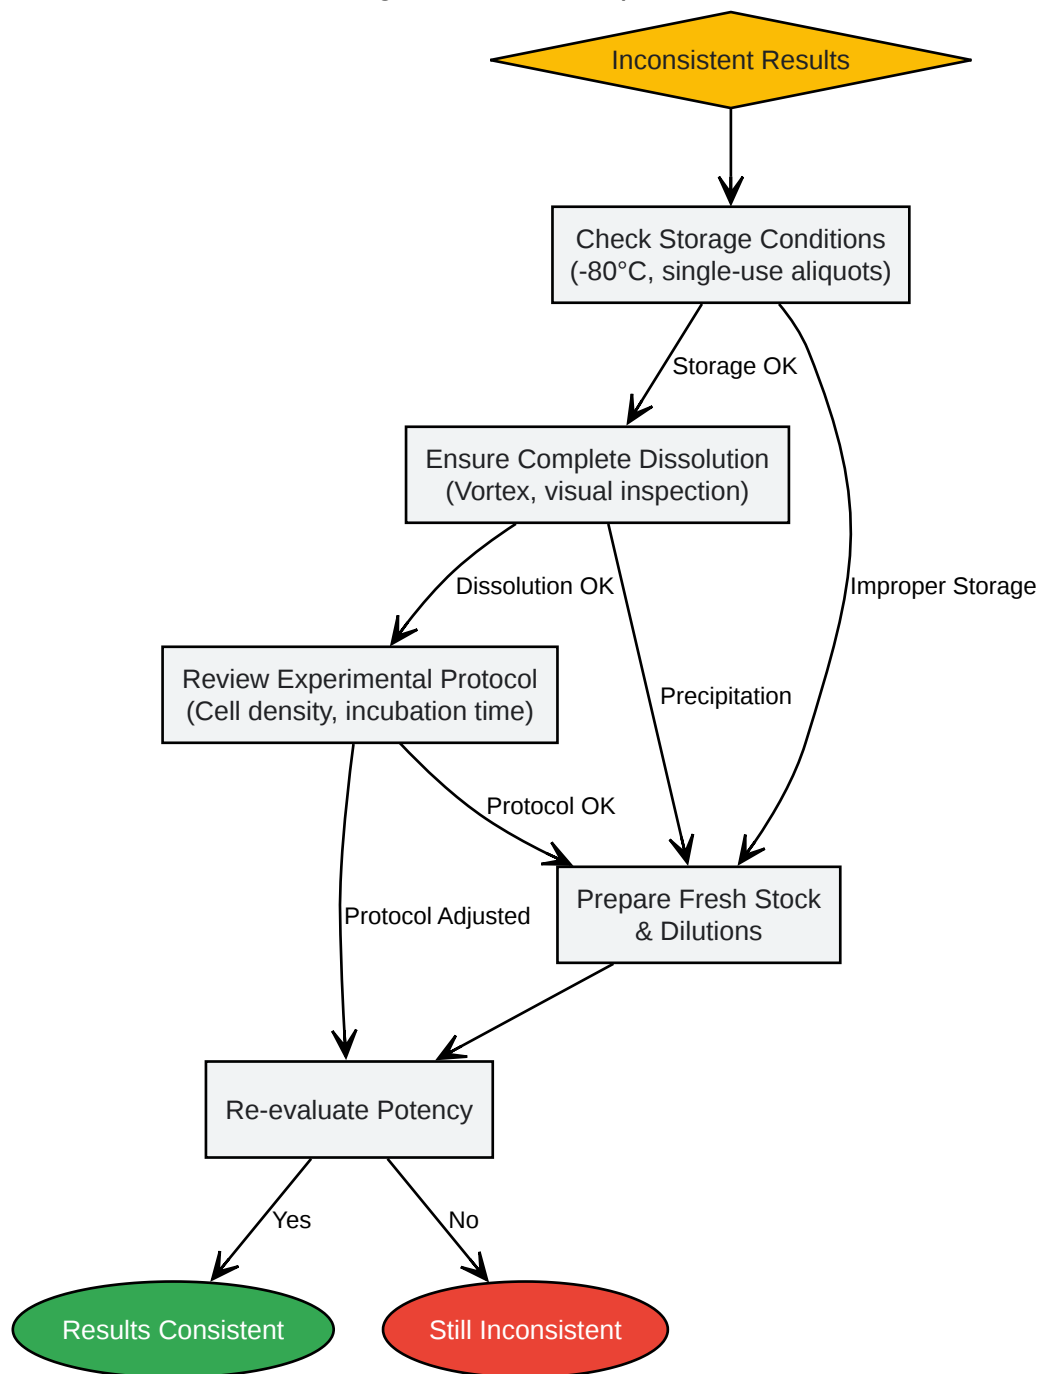 Inconsistent Results
Check Storage Conditions
(-80°C, single-use aliquots)
Storage OK
Ensure Complete Dissolution
(Vortex, visual inspection)
Dissolution OK
Improper Storage
Review Experimental Protocol
(Cell density, incubation time)
Precipitation
Protocol OK
Prepare Fresh Stock
& Dilutions
Protocol Adjusted
Re-evaluate Potency
Yes
No
Results Consistent
Still Inconsistent